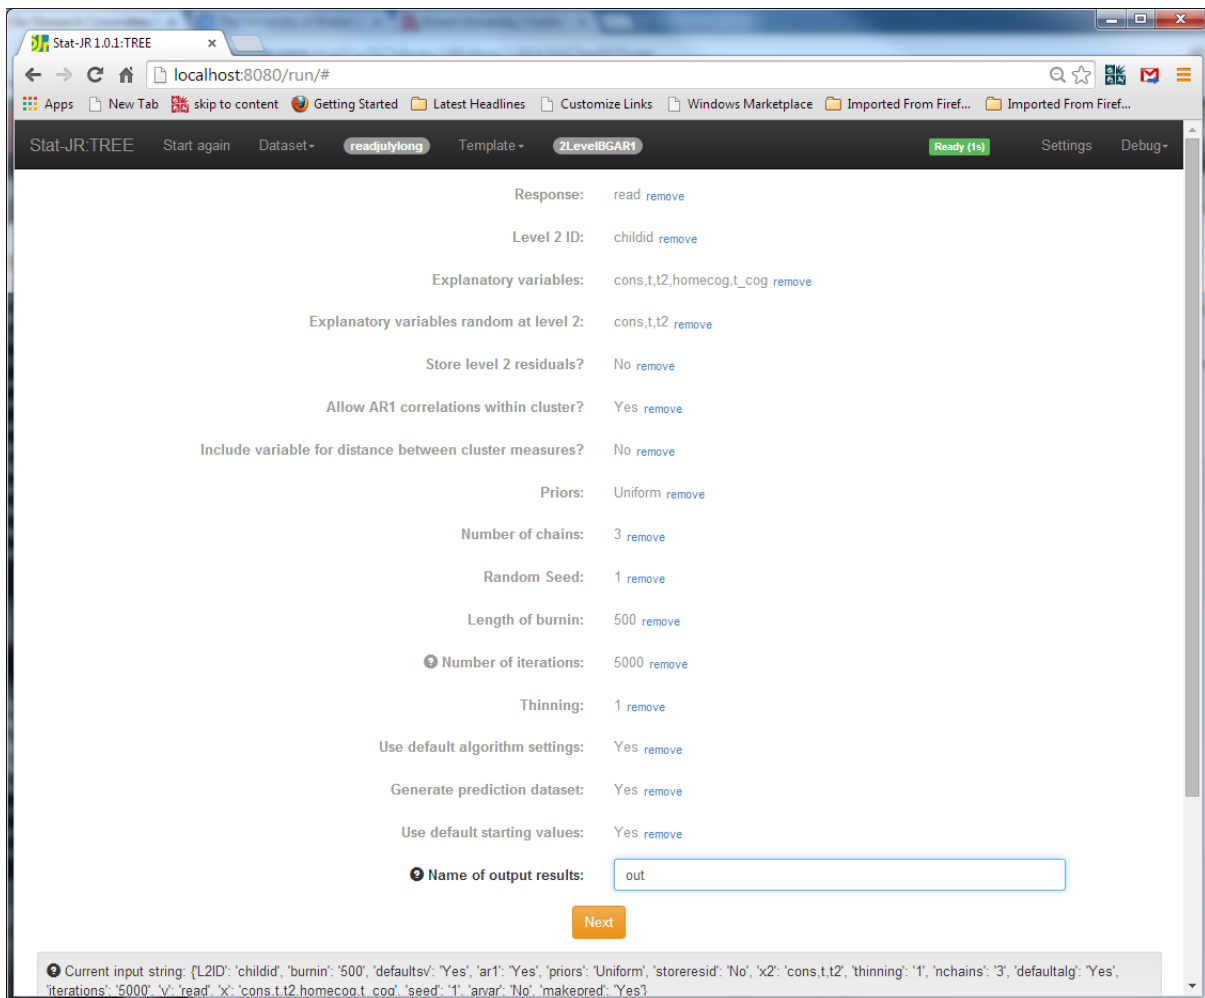 Stat-JR 1.0.1:TREE
localhost:8080/run/#
Apps New Tab skip to content Getting Started Latest Headlines Customize Links Windows Marketplace Imported From Firef... Imported From Firef...
Stat-JR:TREE Start again Dataset readjulylong Template 2LevelBGAR1 Ready (1s) Settings Debug
Response: read remove
Level 2 ID: childid remove
Explanatory variables: cons,t,t2,homecog,t_cog remove
Explanatory variables random at level 2: cons,t,t2 remove
Store level 2 residuals? No remove
Allow AR1 correlations within cluster? Yes remove
Include variable for distance between cluster measures? No remove
Priors: Uniform remove
Number of chains: 3 remove
Random Seed: 1 remove
Length of burnin: 500 remove
Number of iterations: 5000 remove
Thinning: 1 remove
Use default algorithm settings: Yes remove
Generate prediction dataset: Yes remove
Use default starting values: Yes remove
Name of output results: out
Next
Current input string: {'L2ID': 'childid', 'burnin': '500', 'defaultsv': 'Yes', 'ar1': 'Yes', 'priors': 'Uniform', 'storeresid': 'No', 'x2': 'cons,t,t2', 'thinning': '1', 'nchains': '3', 'defaultalg': 'Yes',
'iterations': '5000', 'y': 'read', 'x': 'cons,t,t2,homecog,t_cog', 'seed': '1', 'arvar': 'No', 'makepred': 'Yes'}